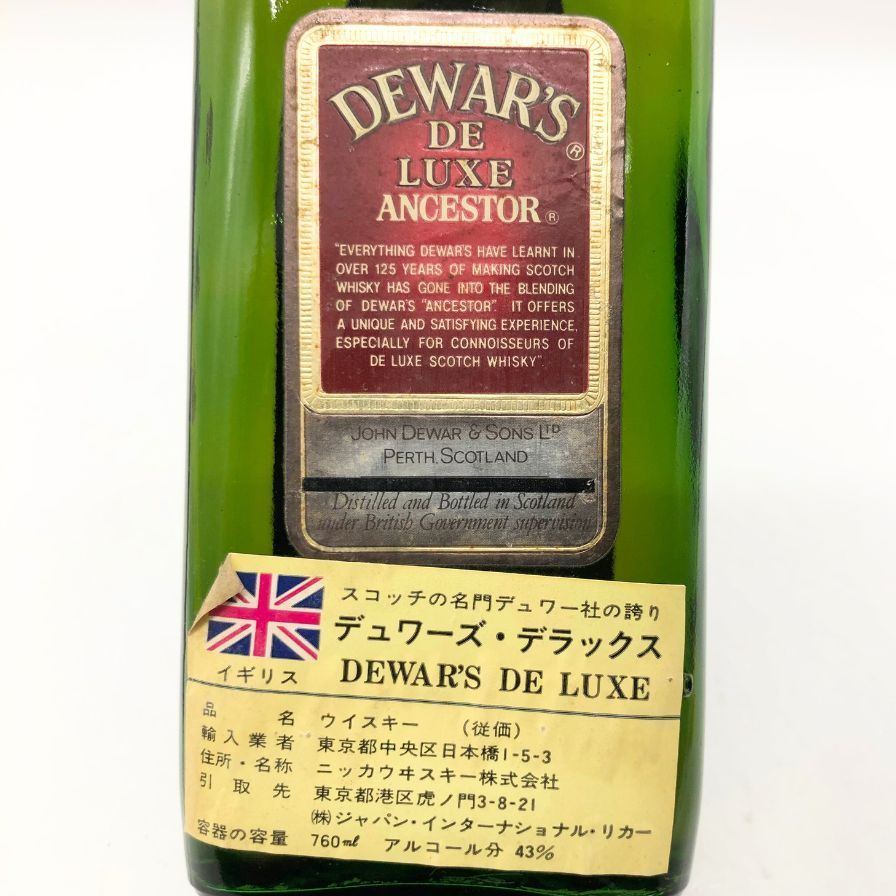 DEWAR'S
DE
LUXE
ANCESTOR ®
®
"EVERYTHING DEWAR'S HAVE LEARNT IN
OVER 125 YEARS OF MAKING SCOTCH
WHISKY HAS GONE INTO THE BLENDING
OF DEWAR'S "ANCESTOR" IT OFFERS
A UNIQUE AND SATISFYING EXPERIENCE,
ESPECIALLY FOR CONNOISSEURS OF
DE LUXE SCOTCH WHISKY".
JOHN DEWAR & SONS LTD
PERTH, SCOTLAND
Distilled and Bottled in Scotland
under British Government supervision
スコッチの名門デュワー社の誇り
デュワーズ・デラックス
イギリス DEWAR'S DE LUXE
品名 ウイスキー (従価)
輸入業者 東京都中央区日本橋1-5-3
住所・名称 ニッカウヰスキー株式会社
引取先 東京都港区虎ノ門3-8-21
㈱ジャパン・インターナショナル・リカー
容器の容量 760ml アルコール分 43%